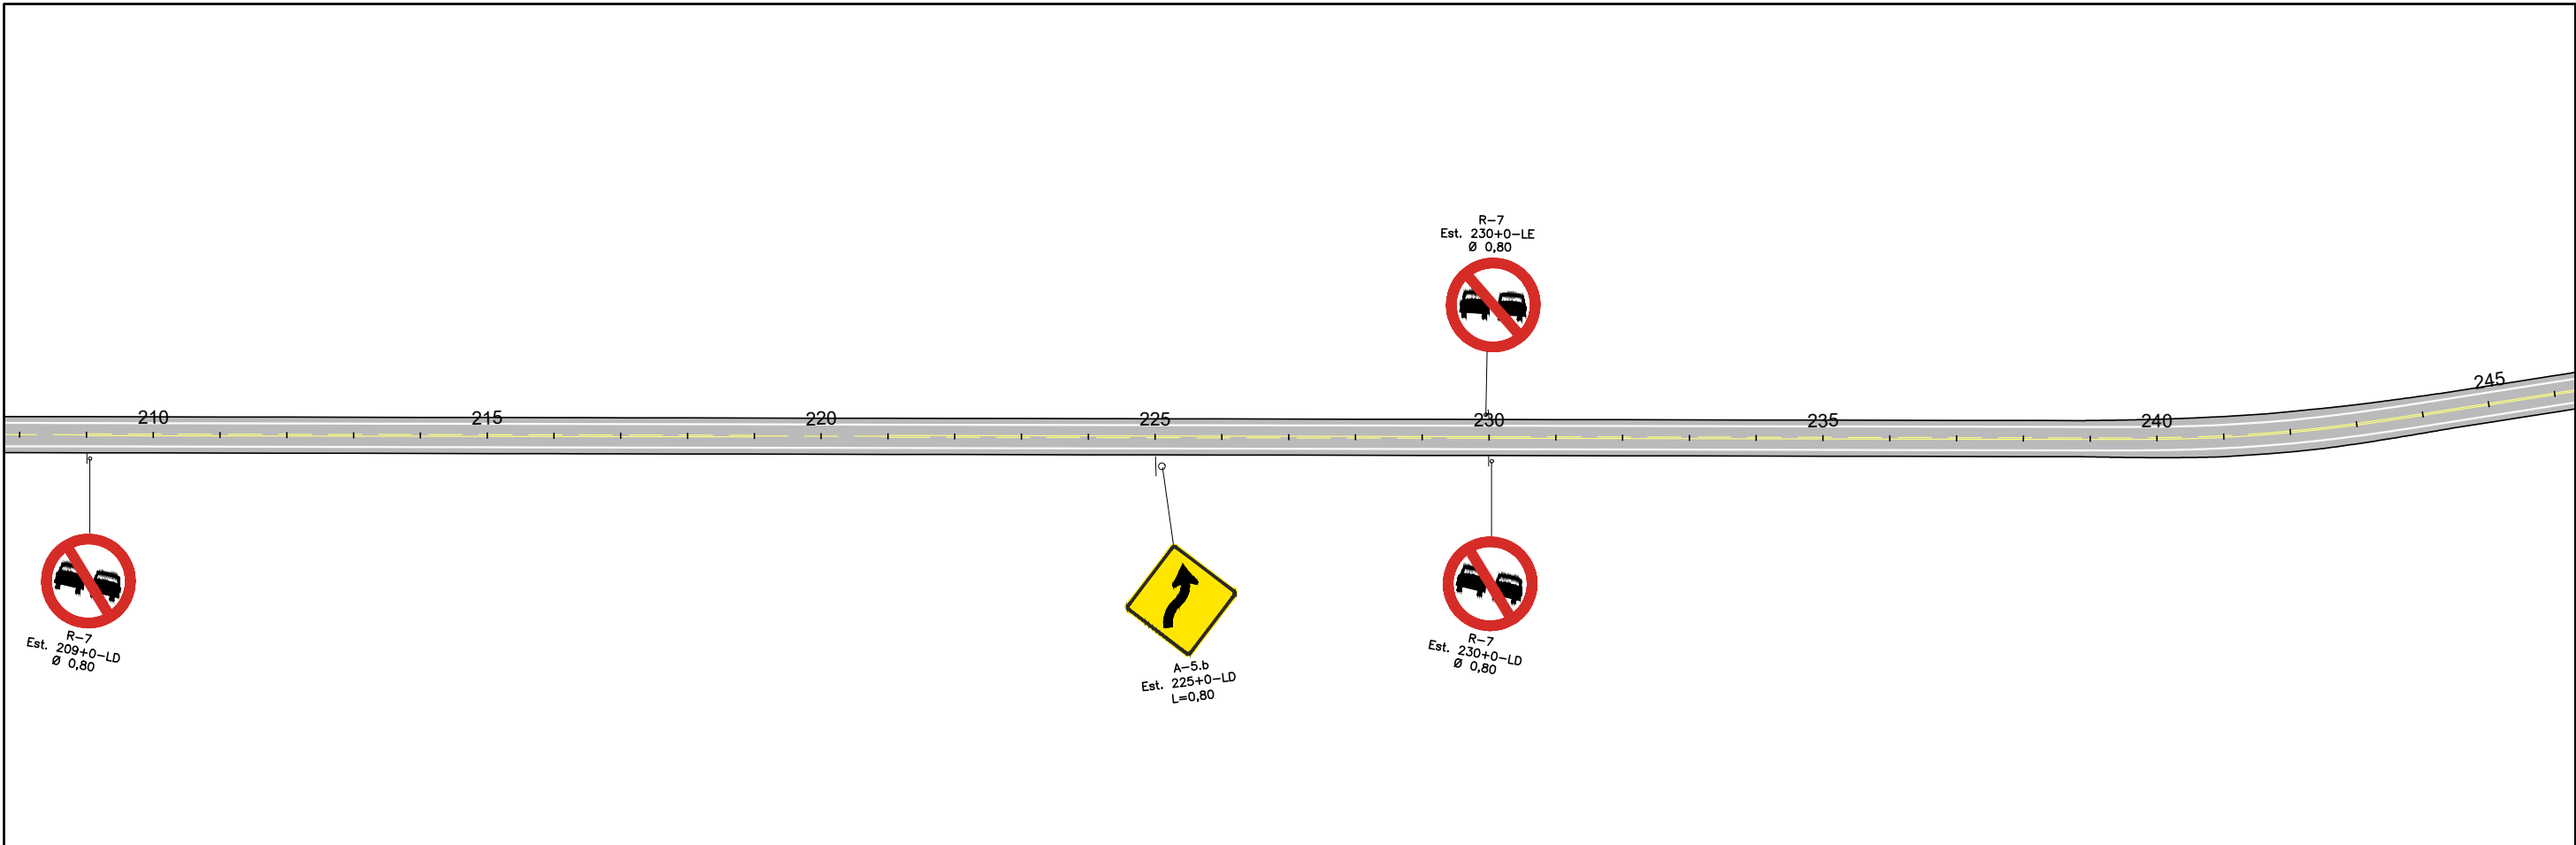 R-7
Est. 230+0-LE
Ø 0,80
210
215
220
225
230
235
240
245
R-7
Est. 209+0-LD
Ø 0,80
A-5.b
Est. 225+0-LD
L=0,80
R-7
Est. 230+0-LD
Ø 0,80